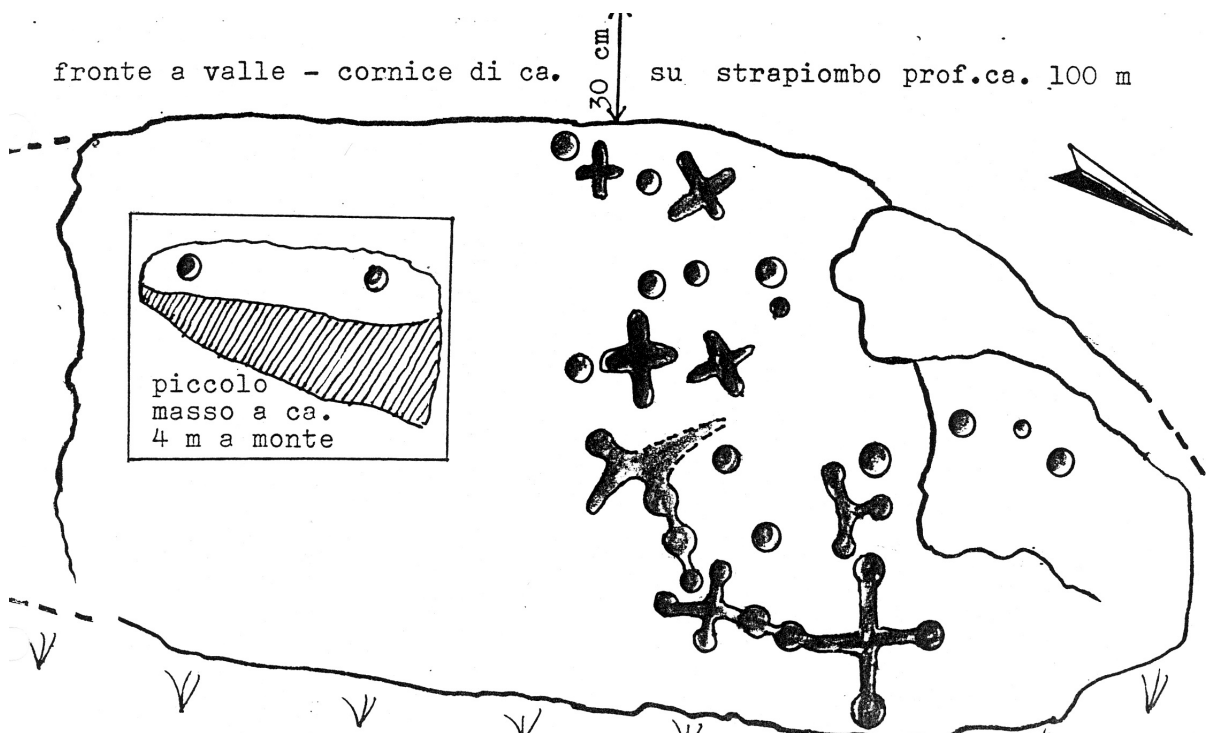 fronte a valle - cornice di ca. su strapiombo prof.ca. 100 m
30 cm
piccolo
masso a ca.
4 m a monte